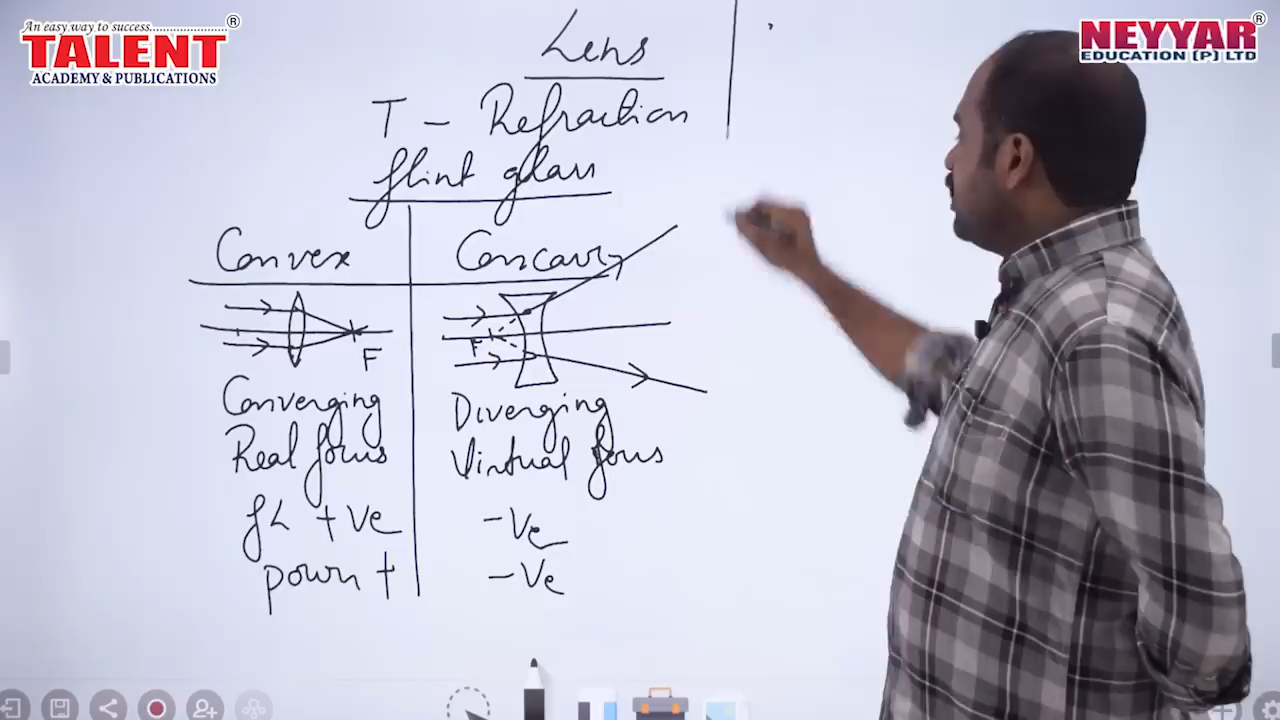 An easy way to success.......................
TALENT®
ACADEMY & PUBLICATIONS
NEYYAR®
EDUCATION (P) LTD
Lens
T - Refraction
flint glass
Convex
Concave
F
F
Converging
Diverging
Real focus
Virtual focus
fL +ve
-Ve
power +
-Ve